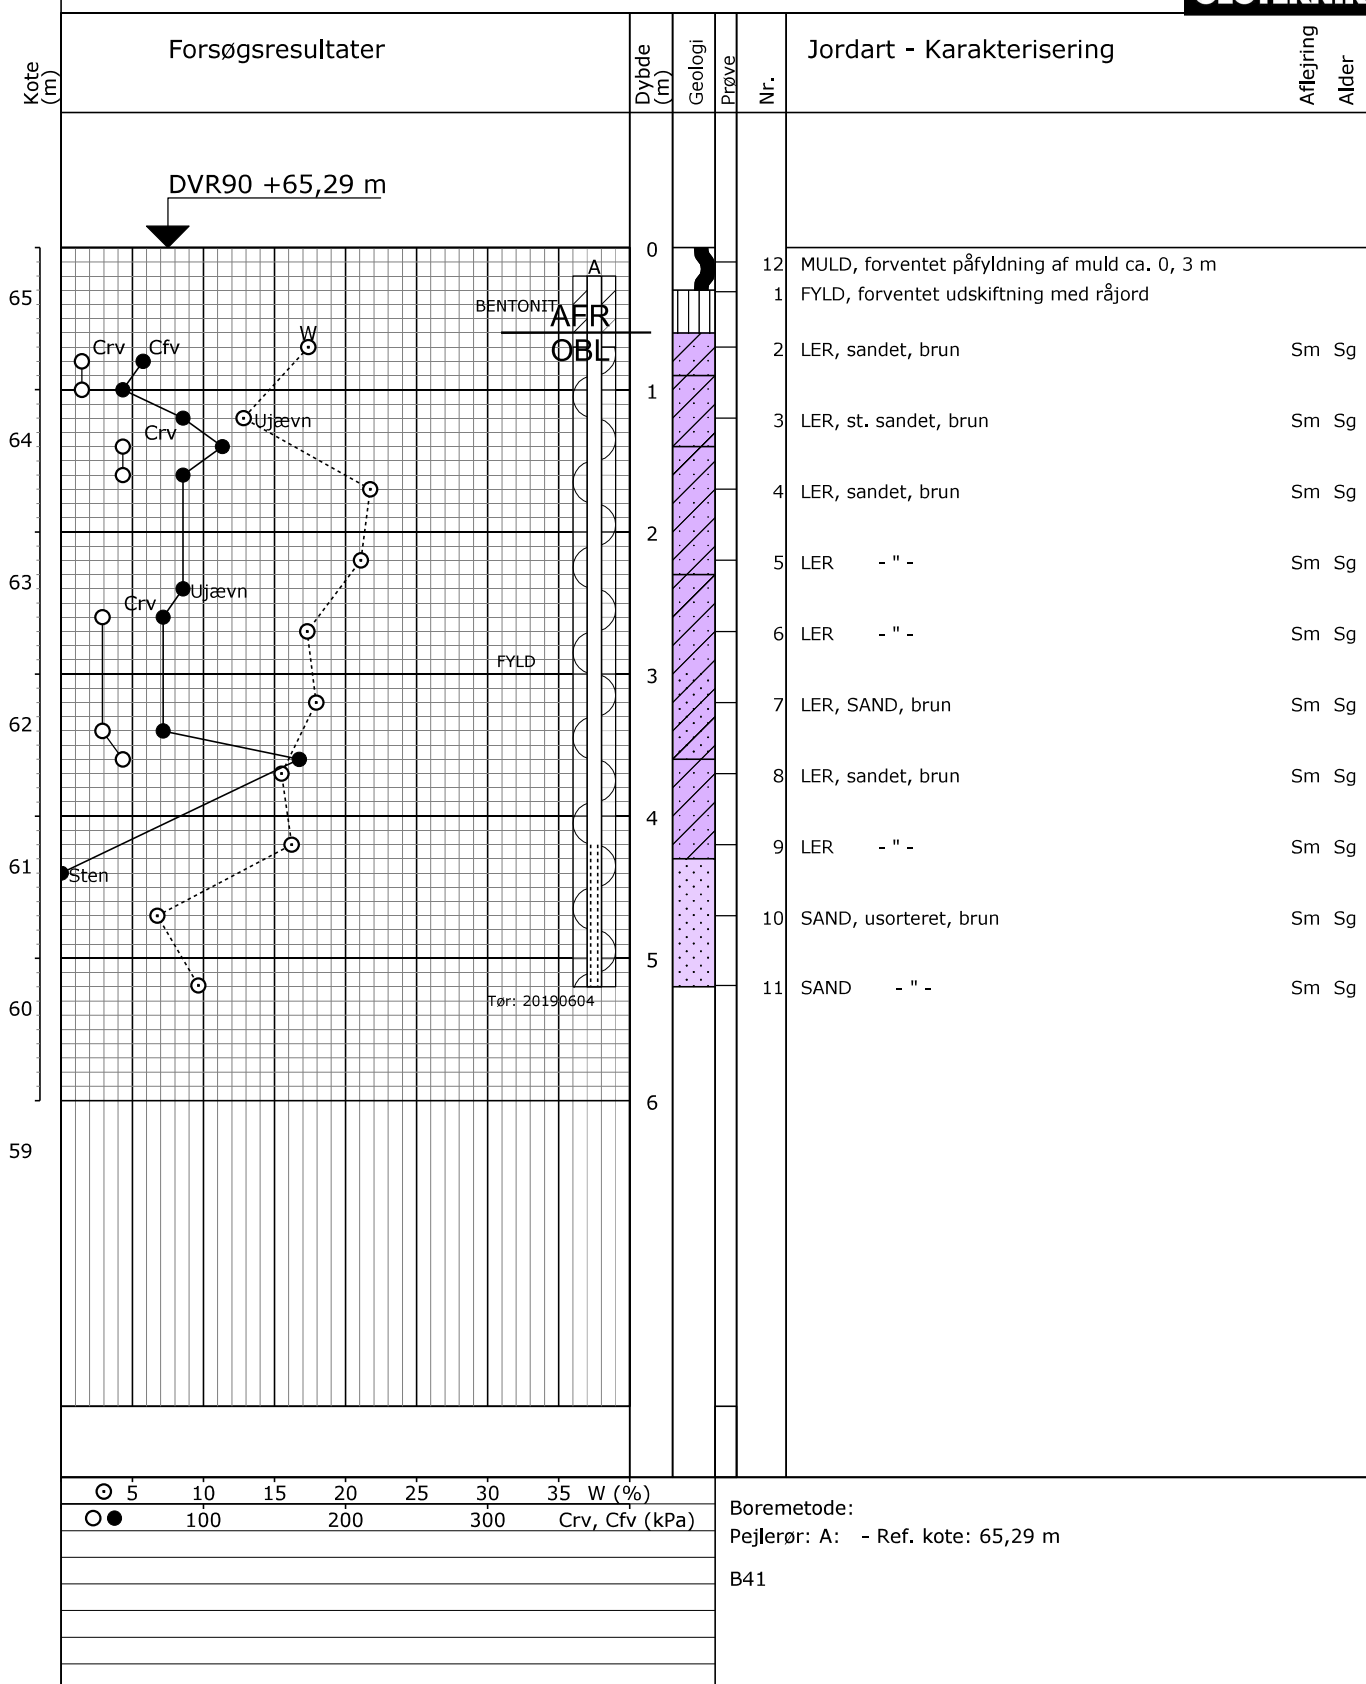 Kote (m)
Forsøgsresultater
Dybde (m)
Geologi
Prøve
Nr.
Jordart - Karakterisering
Aflejring
Alder
DVR90 +65,29 m
0
A
12 MULD, forventet påfyldning af muld ca. 0, 3 m
65
BENTONIT
1 FYLD, forventet udskiftning med råjord
AFR
OBL
W
Crv
Cfv
2 LER, sandet, brun Sm Sg
1
Ujævn
3 LER, st. sandet, brun Sm Sg
64
Crv
4 LER, sandet, brun Sm Sg
2
5 LER - " - Sm Sg
63
Ujævn
Crv
6 LER - " - Sm Sg
FYLD
3
7 LER, SAND, brun Sm Sg
62
8 LER, sandet, brun Sm Sg
4
9 LER - " - Sm Sg
61
Sten
10 SAND, usorteret, brun Sm Sg
5
11 SAND - " - Sm Sg
Tør: 20190604
60
6
59
5 10 15 20 25 30 35 W (%)
100 200 300 Crv, Cfv (kPa)
Boremetode:
Pejlerør: A: - Ref. kote: 65,29 m
B41